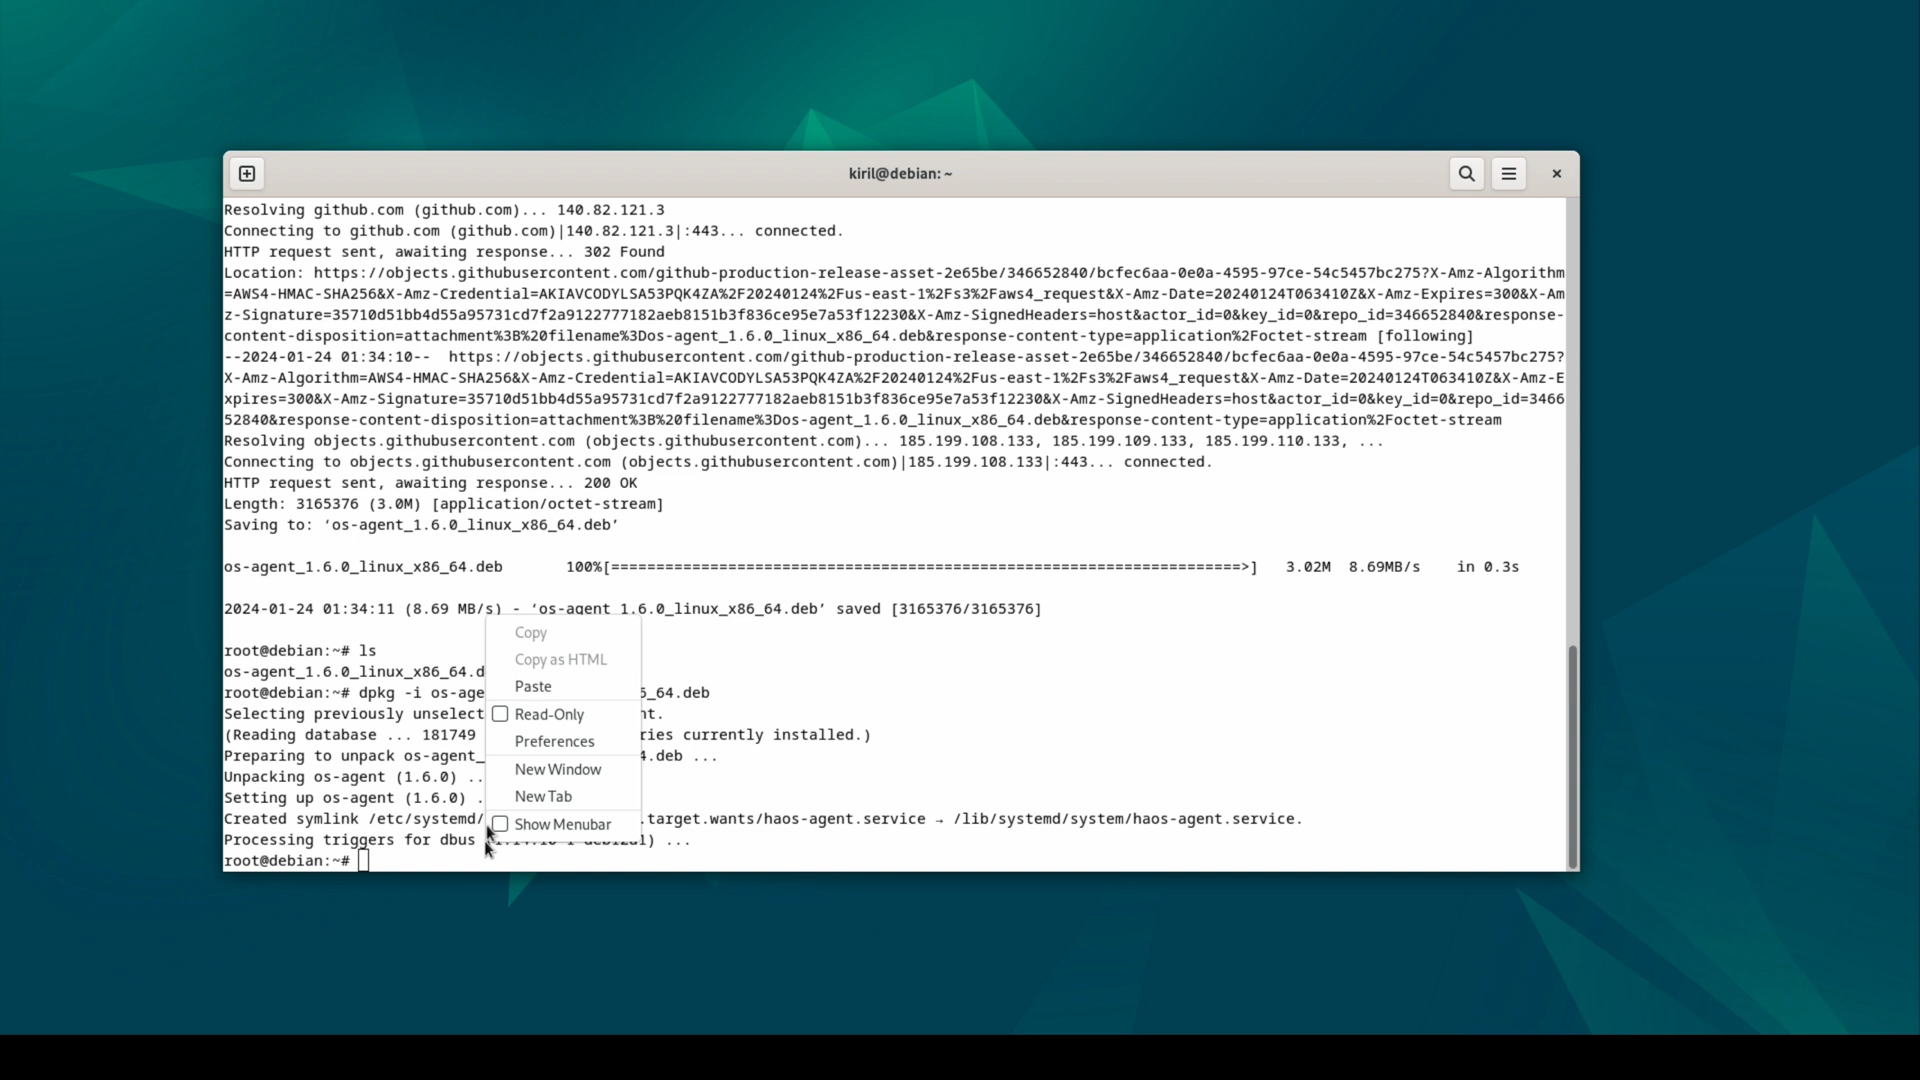 kiril@debian: ~
Resolving github.com (github.com)... 140.82.121.3
Connecting to github.com (github.com)|140.82.121.3|:443... connected.
HTTP request sent, awaiting response... 302 Found
Location: https://objects.githubusercontent.com/github-production-release-asset-2e65be/346652840/bcfec6aa-0e0a-4595-97ce-54c5457bc275?X-Amz-Algorithm
=AWS4-HMAC-SHA256&X-Amz-Credential=AKIAVCODYLSA53PQK4ZA%2F20240124%2Fus-east-1%2Fs3%2Faws4_request&X-Amz-Date=20240124T063410Z&X-Amz-Expires=300&X-Am
z-Signature=35710d51bb4d55a95731cd7f2a9122777182aeb8151b3f836ce95e7a53f12230&X-Amz-SignedHeaders=host&actor_id=0&key_id=0&repo_id=346652840&response-
content-disposition=attachment%3B%20filename%3Dos-agent_1.6.0_linux_x86_64.deb&response-content-type=application%2Foctet-stream [following]
--2024-01-24 01:34:10--  https://objects.githubusercontent.com/github-production-release-asset-2e65be/346652840/bcfec6aa-0e0a-4595-97ce-54c5457bc275?
X-Amz-Algorithm=AWS4-HMAC-SHA256&X-Amz-Credential=AKIAVCODYLSA53PQK4ZA%2F20240124%2Fus-east-1%2Fs3%2Faws4_request&X-Amz-Date=20240124T063410Z&X-Amz-E
xpires=300&X-Amz-Signature=35710d51bb4d55a95731cd7f2a9122777182aeb8151b3f836ce95e7a53f12230&X-Amz-SignedHeaders=host&actor_id=0&key_id=0&repo_id=3466
52840&response-content-disposition=attachment%3B%20filename%3Dos-agent_1.6.0_linux_x86_64.deb&response-content-type=application%2Foctet-stream
Resolving objects.githubusercontent.com (objects.githubusercontent.com)... 185.199.108.133, 185.199.109.133, 185.199.110.133, ...
Connecting to objects.githubusercontent.com (objects.githubusercontent.com)|185.199.108.133|:443... connected.
HTTP request sent, awaiting response... 200 OK
Length: 3165376 (3.0M) [application/octet-stream]
Saving to: ‘os-agent_1.6.0_linux_x86_64.deb’
os-agent_1.6.0_linux_x86_64.deb 100%[======================================================================>] 3.02M 8.69MB/s in 0.3s
2024-01-24 01:34:11 (8.69 MB/s) - ‘os-agent_1.6.0_linux_x86_64.deb’ saved [3165376/3165376]
root@debian:~# ls
os-agent_1.6.0_linux_x86_64.d
root@debian:~# dpkg -i os-age 6_64.deb
Selecting previously unselect nt.
(Reading database ... 181749 ries currently installed.)
Preparing to unpack os-agent_ 4.deb ...
Unpacking os-agent (1.6.0) ..
Setting up os-agent (1.6.0) .
Created symlink /etc/systemd/ .target.wants/haos-agent.service → /lib/systemd/system/haos-agent.service.
Processing triggers for dbus ) ...
root@debian:~#
Copy
Copy as HTML
Paste
Read-Only
Preferences
New Window
New Tab
Show Menubar